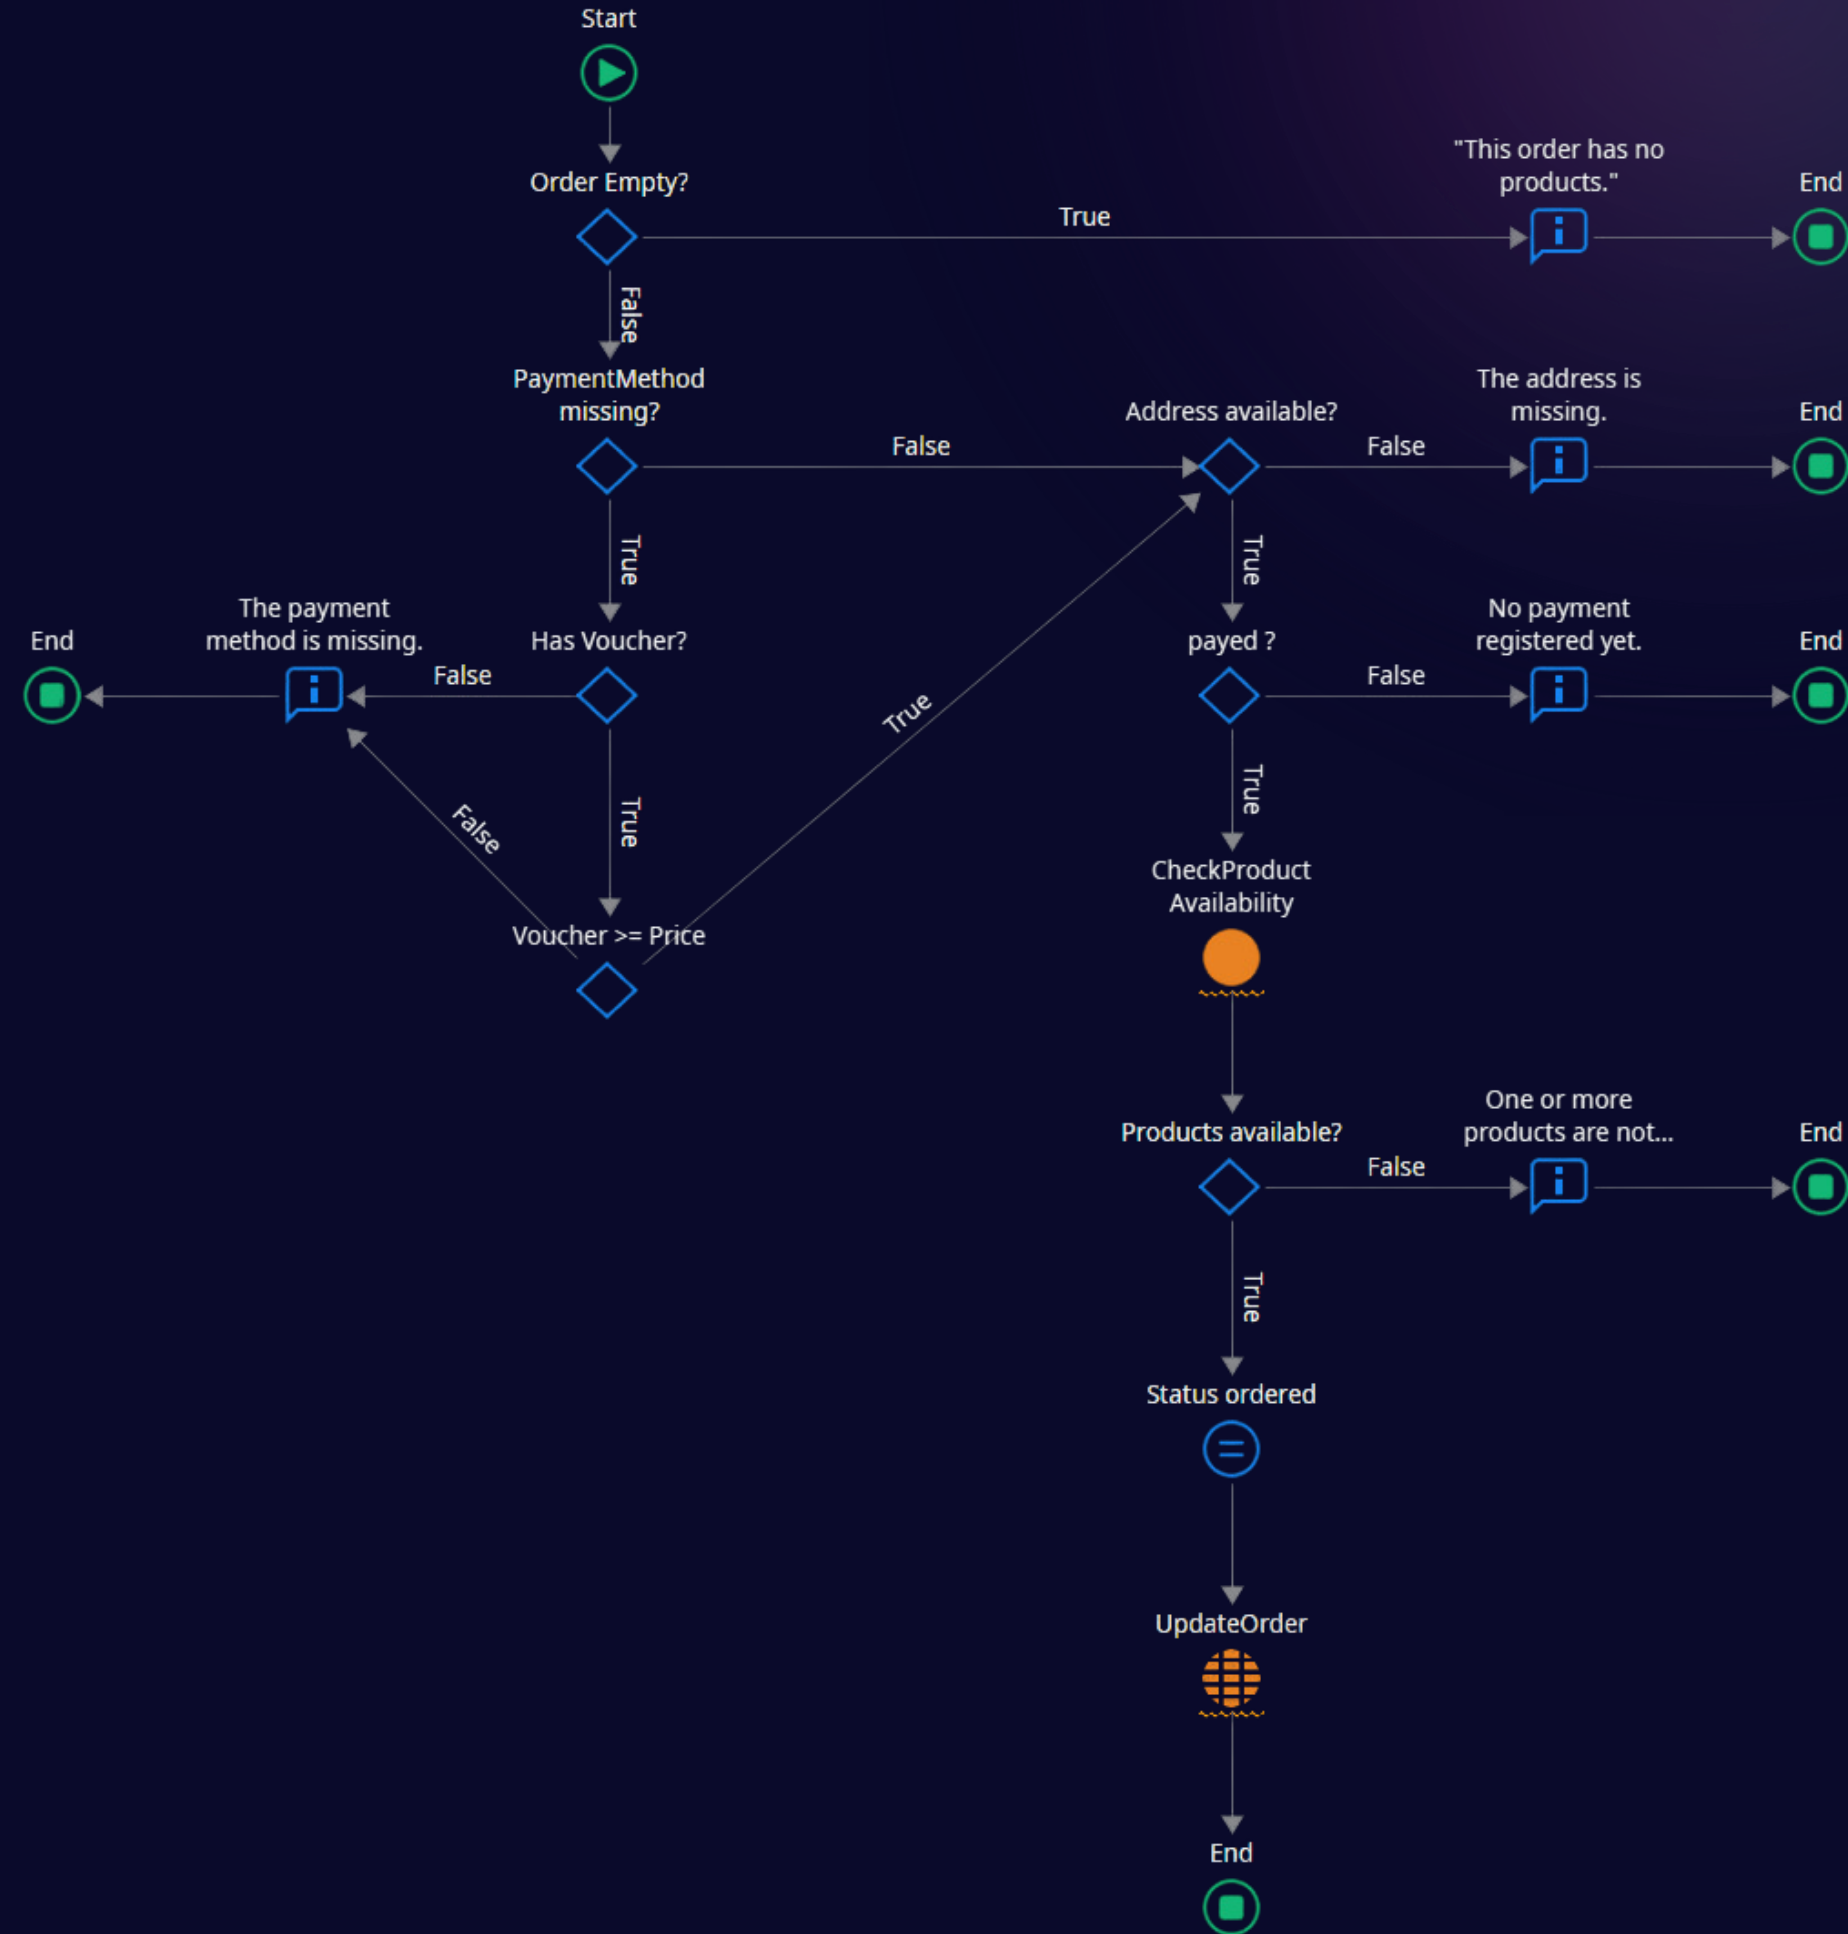 Start
Order Empty?
True
"This order has no
products."
End
False
PaymentMethod
missing?
False
Address available?
False
The address is
missing.
End
True
True
End
The payment
method is missing.
False
Has Voucher?
True
payed ?
False
No payment
registered yet.
End
False
True
True
Voucher >= Price
CheckProduct
Availability
Products available?
False
One or more
products are not...
End
True
Status ordered
UpdateOrder
End